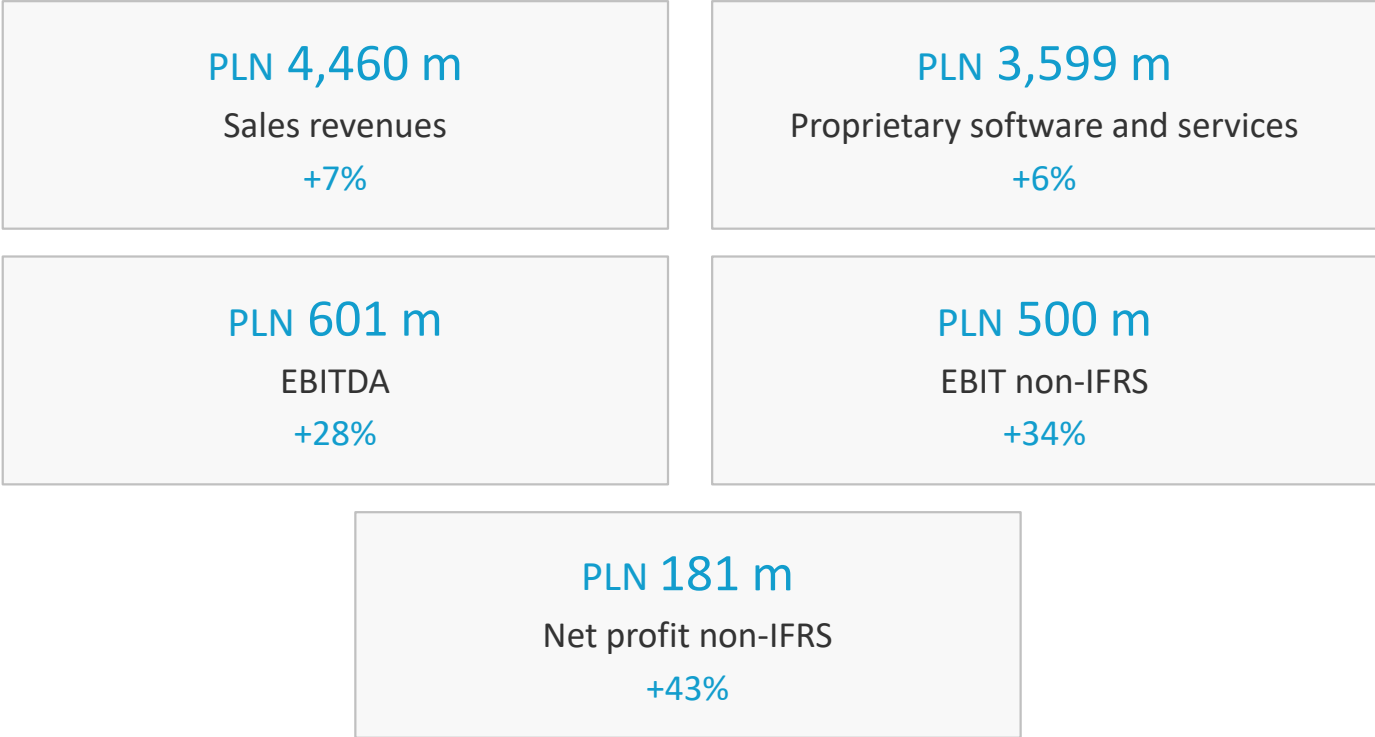 PLN 4,460 m
Sales revenues
+7%
PLN 3,599 m
Proprietary software and services
+6%
PLN 601 m
EBITDA
+28%
PLN 500 m
EBIT non-IFRS
+34%
PLN 181 m
Net profit non-IFRS
+43%